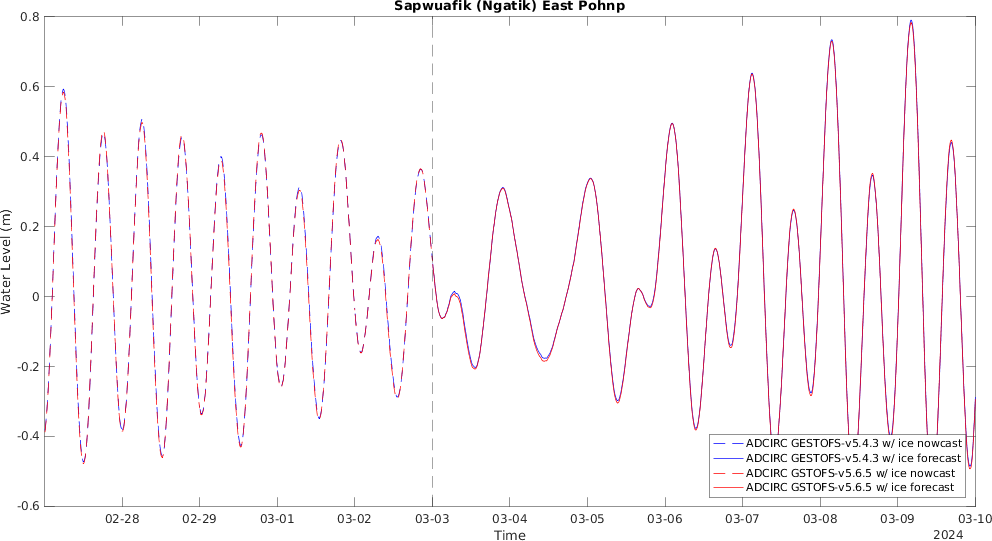 Sapwuafik (Ngatik) East Pohnp
Water Level (m)
0.8
0.6
0.4
0.2
0
-0.2
-0.4
-0.6
ADCIRC GESTOFS-v5.4.3 w/ ice nowcast
ADCIRC GESTOFS-v5.4.3 w/ ice forecast
ADCIRC GSTOFS-v5.6.5 w/ ice nowcast
ADCIRC GSTOFS-v5.6.5 w/ ice forecast
02-28 02-29 03-01 03-02 03-03 03-04 03-05 03-06 03-07 03-08 03-09 03-10
Time
2024